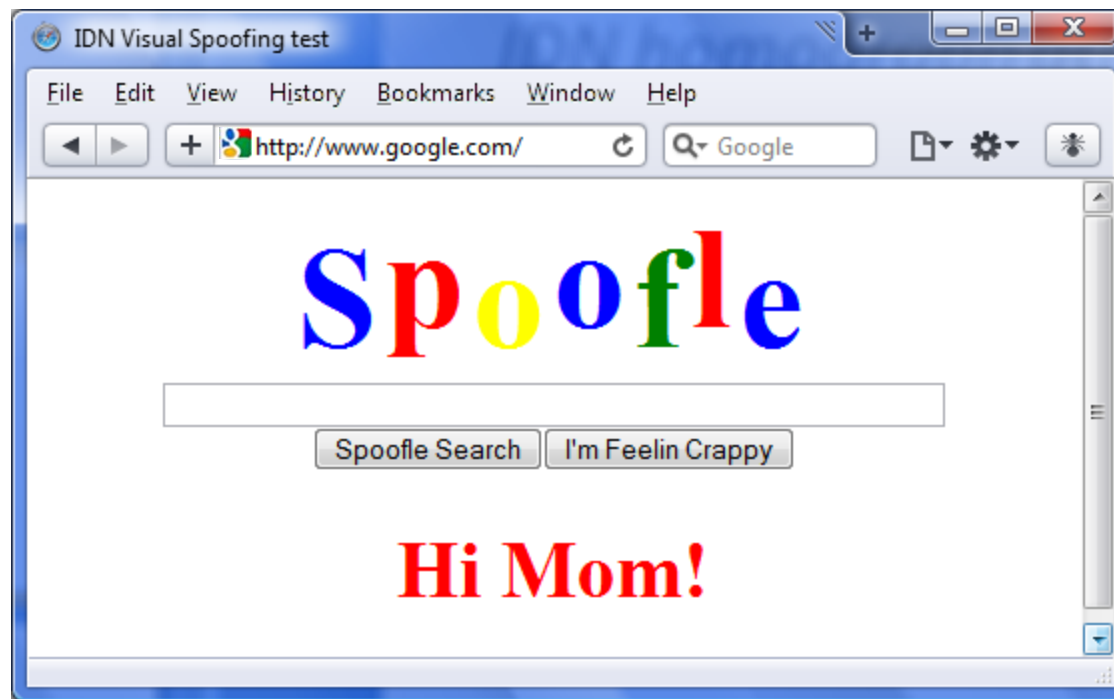 IDN Visual Spoofing test
File Edit View History Bookmarks Window Help
http://www.google.com/ Google
Spoofle
Spoofle Search I'm Feelin Crappy
Hi Mom!